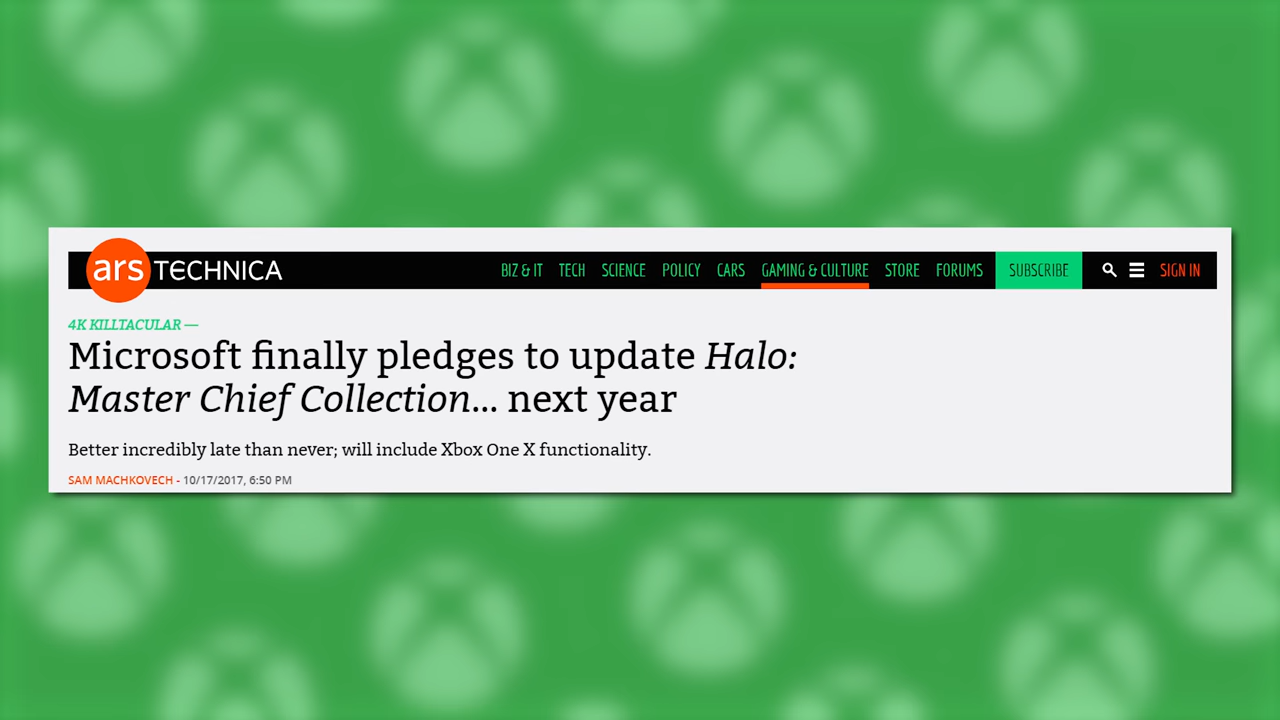 ars TECHNICA BIZ & IT TECH SCIENCE POLICY CARS GAMING & CULTURE STORE FORUMS SUBSCRIBE SIGN IN
4K KILLTACULAR —
Microsoft finally pledges to update Halo:
Master Chief Collection... next year
Better incredibly late than never; will include Xbox One X functionality.
SAM MACHKOVECH - 10/17/2017, 6:50 PM